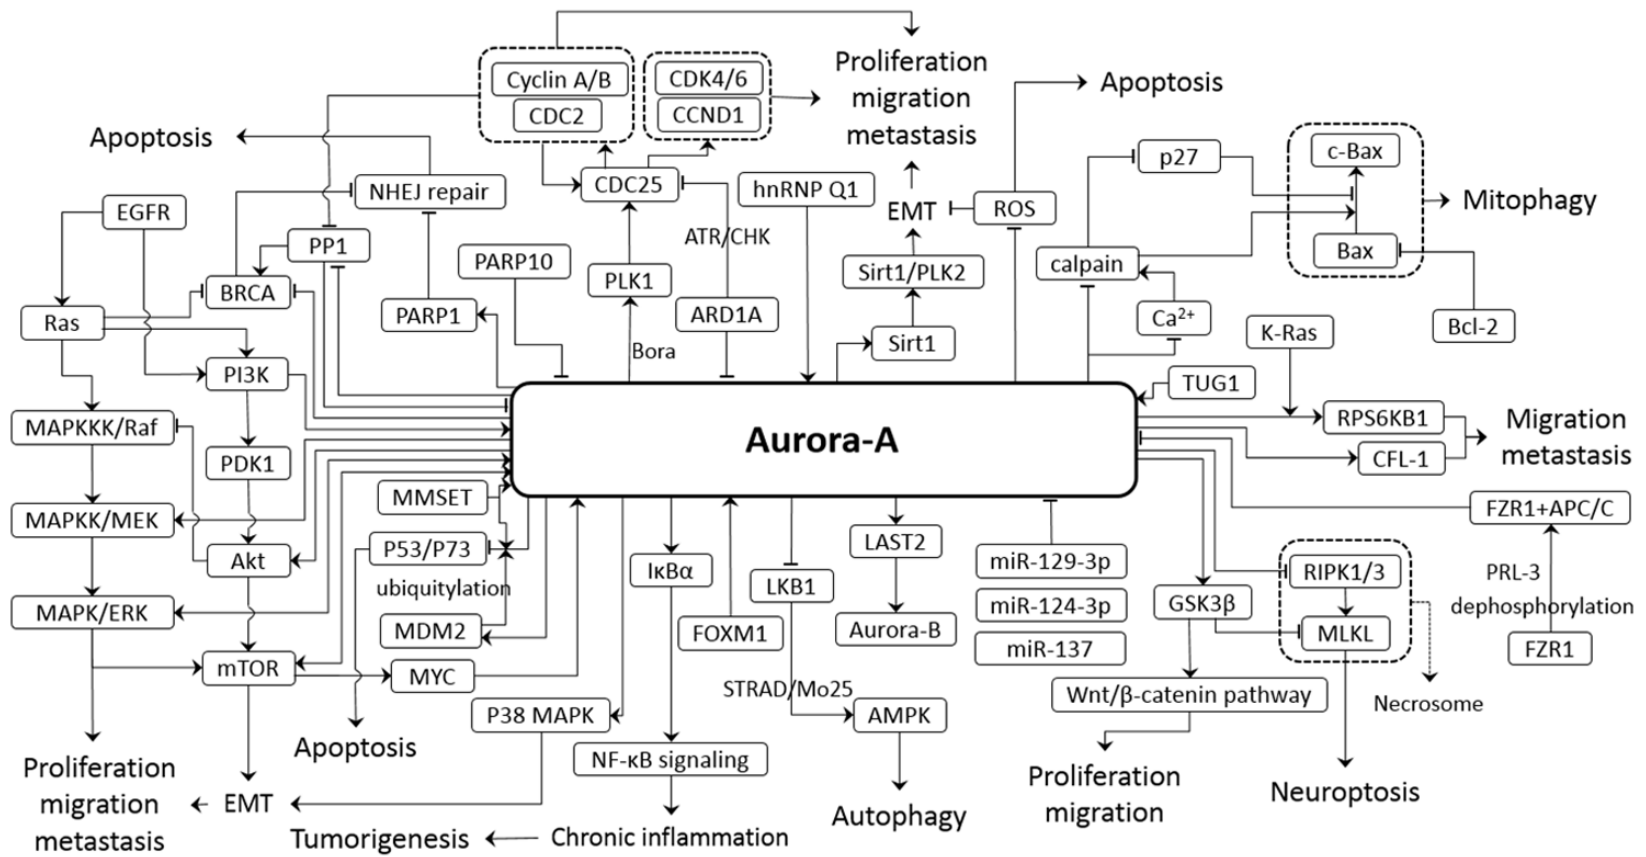 Cyclin A/B
CDC2
CDK4/6
CCND1
Proliferation
migration
metastasis
Apoptosis
Apoptosis
NHEJ repair
CDC25
hnRNP Q1
EMT
ROS
p27
c-Bax
Bax
Mitophagy
EGFR
PP1
BRCA
PARP10
ATR/CHK
PLK1
Sirt1/PLK2
calpain
Ca2+
Bcl-2
Ras
PARP1
ARD1A
Bora
Sirt1
K-Ras
PI3K
TUG1
MAPKKK/Raf
PDK1
Aurora-A
RPS6KB1
CFL-1
Migration
metastasis
MMSET
MAPKK/MEK
P53/P73
ubiquitylation
Akt
IκBα
LKB1
LAST2
Aurora-B
miR-129-3p
miR-124-3p
miR-137
FZR1+APC/C
PRL-3
dephosphorylation
FZR1
RIPK1/3
MLKL
GSK3β
MAPK/ERK
MDM2
FOXM1
mTOR
MYC
STRAD/Mo25
AMPK
Wnt/β-catenin pathway
Necrosome
P38 MAPK
Apoptosis
NF-κB signaling
Proliferation
migration
metastasis
EMT
Tumorigenesis
Chronic inflammation
Autophagy
Proliferation
migration
Neuroptosis